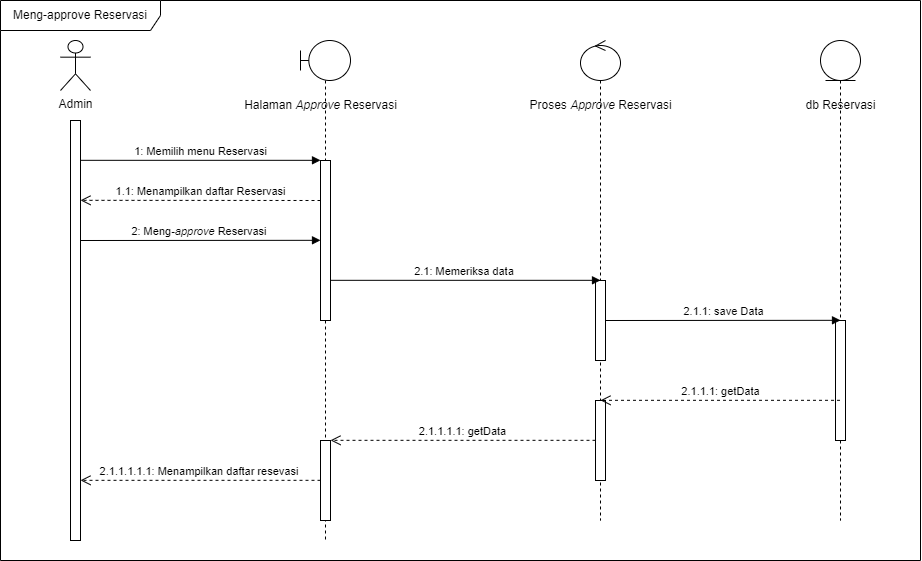 Meng-approve Reservasi
Admin
Halaman Approve Reservasi
Proses Approve Reservasi
db Reservasi
1: Memilih menu Reservasi
1.1: Menampilkan daftar Reservasi
2: Meng-approve Reservasi
2.1: Memeriksa data
2.1.1: save Data
2.1.1.1: getData
2.1.1.1.1: getData
2.1.1.1.1.1: Menampilkan daftar resevasi